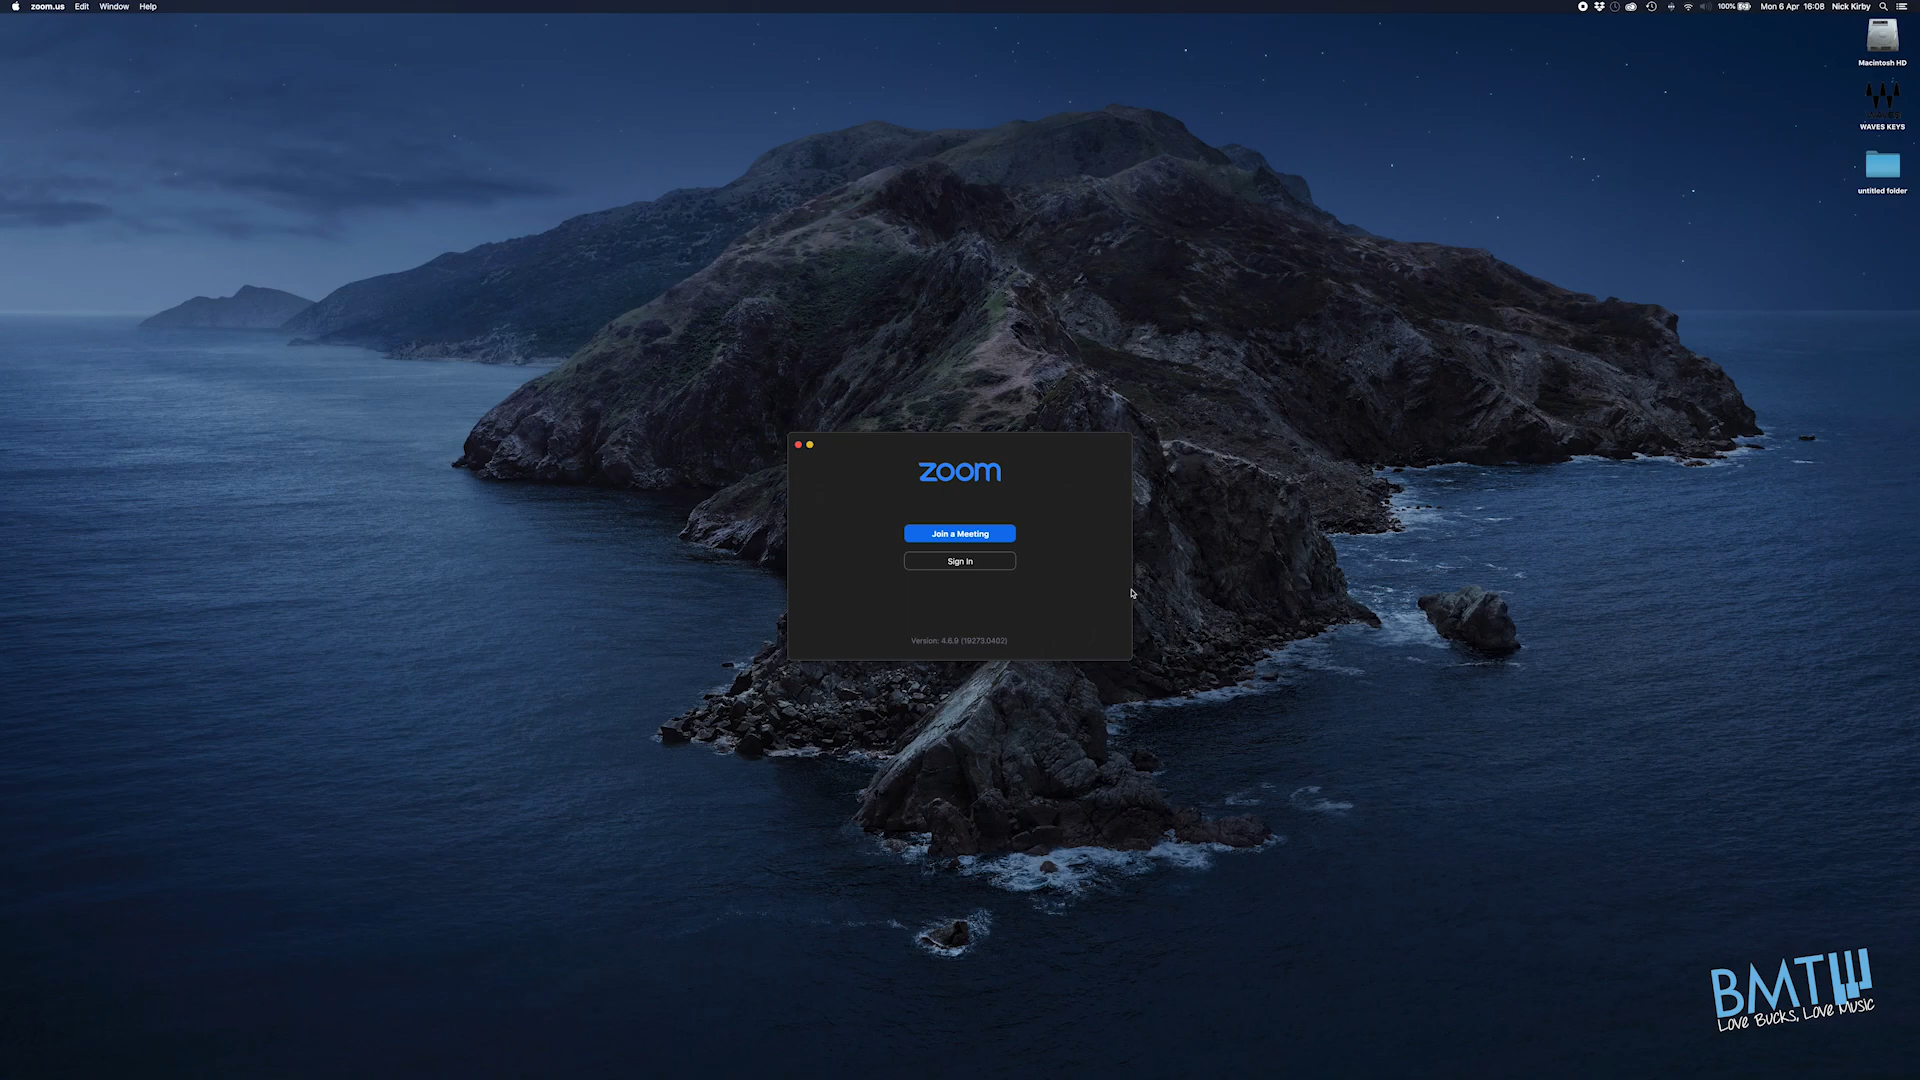 zoom.us Edit Window Help
100% Mon 6 Apr 16:08 Nick Kirby
Macintosh HD
WAVES KEYS
untitled folder
zoom
Join a Meeting
Sign In
Version: 4.6.9 (19273.0402)
BMT
Love Bucks, Love Music